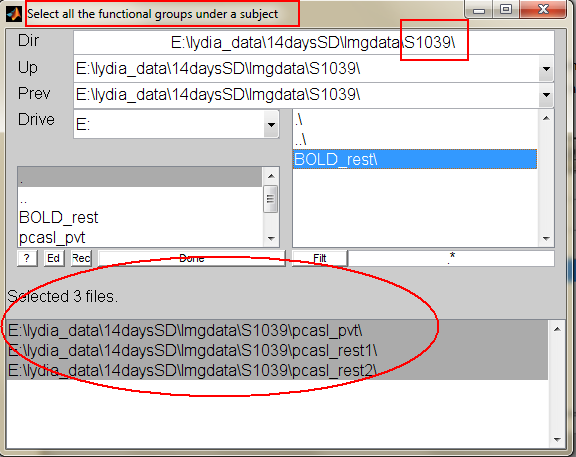 Select all the functional groups under a subject
Dir E:\lydia_data\14daysSD\Imgdata\S1039\
Up E:\lydia_data\14daysSD\Imgdata\S1039\
Prev E:\lydia_data\14daysSD\Imgdata\S1039\
Drive E:
.\
..\
BOLD_rest\
.
..
BOLD_rest
pcasl_pvt
? Ed Rec Done Filt .*
Selected 3 files.
E:\lydia_data\14daysSD\Imgdata\S1039\pcasl_pvt\
E:\lydia_data\14daysSD\Imgdata\S1039\pcasl_rest1\
E:\lydia_data\14daysSD\Imgdata\S1039\pcasl_rest2\